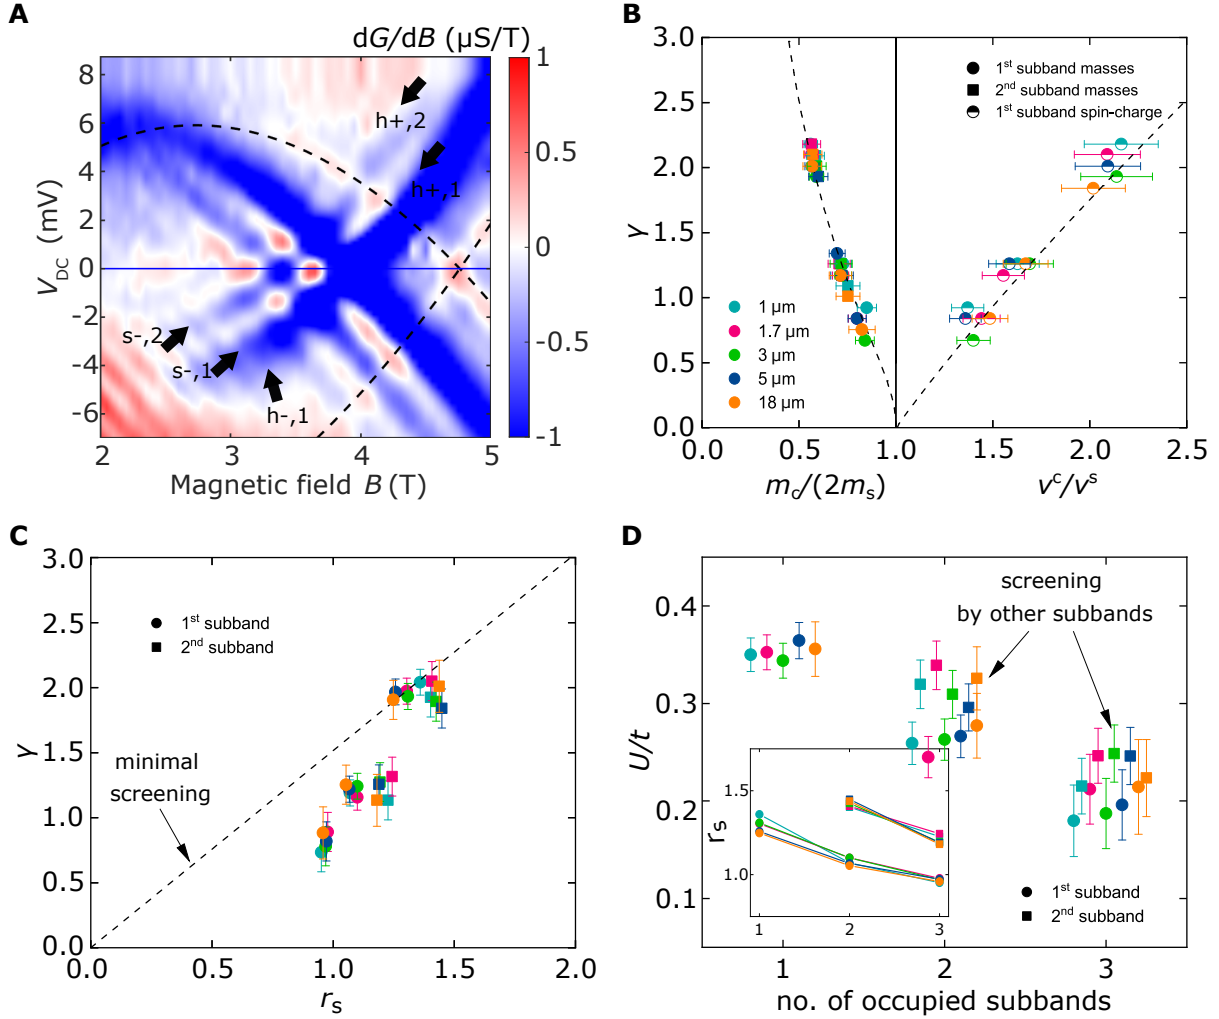 A
dG/dB (μS/T)
1
0.5
0
-0.5
-1
8
6
4
2
0
-2
-4
-6
V_DC (mV)
h+,2
h+,1
s-,2
s-,1
h-,1
2
3
4
5
Magnetic field B (T)
B
3.0
2.5
2.0
1.5
1.0
0.5
0.0
γ
1st subband masses
2nd subband masses
1st subband spin-charge
1 μm
1.7 μm
3 μm
5 μm
18 μm
0.0
0.5
1.0
1.5
2.0
2.5
m_c/(2m_s)
v^c/v^s
C
3.0
2.5
2.0
1.5
1.0
0.5
0.0
γ
1st subband
2nd subband
minimal
screening
0.0
0.5
1.0
1.5
2.0
r_s
D
0.4
0.3
0.2
0.1
U/t
screening
by other subbands
1.5
1.0
r_s
1
2
3
1st subband
2nd subband
1
2
3
no. of occupied subbands